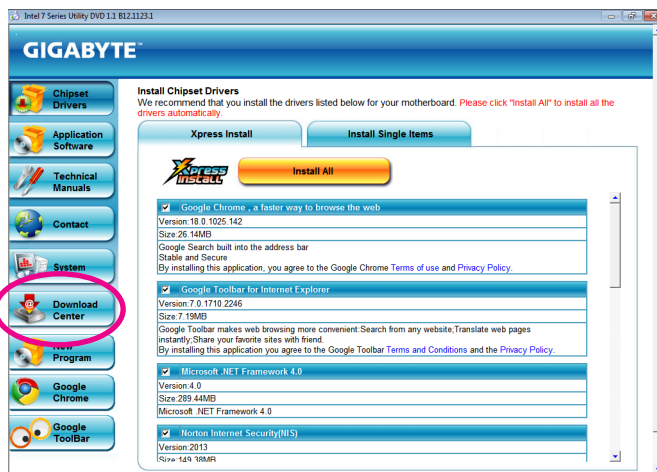 Intel 7 Series Utility DVD 1.1 B12.1123.1
GIGABYTE™
Chipset
Drivers
Application
Software
Technical
Manuals
Contact
System
Download
Center
New
Program
Google
Chrome
Google
ToolBar
Install Chipset Drivers
We recommend that you install the drivers listed below for your motherboard. Please click "Install All" to install all the
drivers automatically.
Xpress Install
Install Single Items
Xpress
Install
Install All
Google Chrome , a faster way to browse the web
Version:18.0.1025.142
Size:26.14MB
Google Search built into the address bar
Stable and Secure
By installing this application, you agree to the Google Chrome Terms of use and Privacy Policy.
Google Toolbar for Internet Explorer
Version:7.0.1710.2246
Size:7.19MB
Google Toolbar makes web browsing more convenient:Search from any website;Translate web pages
instantly;Share your favorite sites with friend.
By installing this application you agree to the Google Toolbar Terms and Conditions and the Privacy Policy.
Microsoft .NET Framework 4.0
Version:4.0
Size:289.44MB
Microsoft .NET Framework 4.0
Norton Internet Security(NIS)
Version:2013
Size:149.38MB